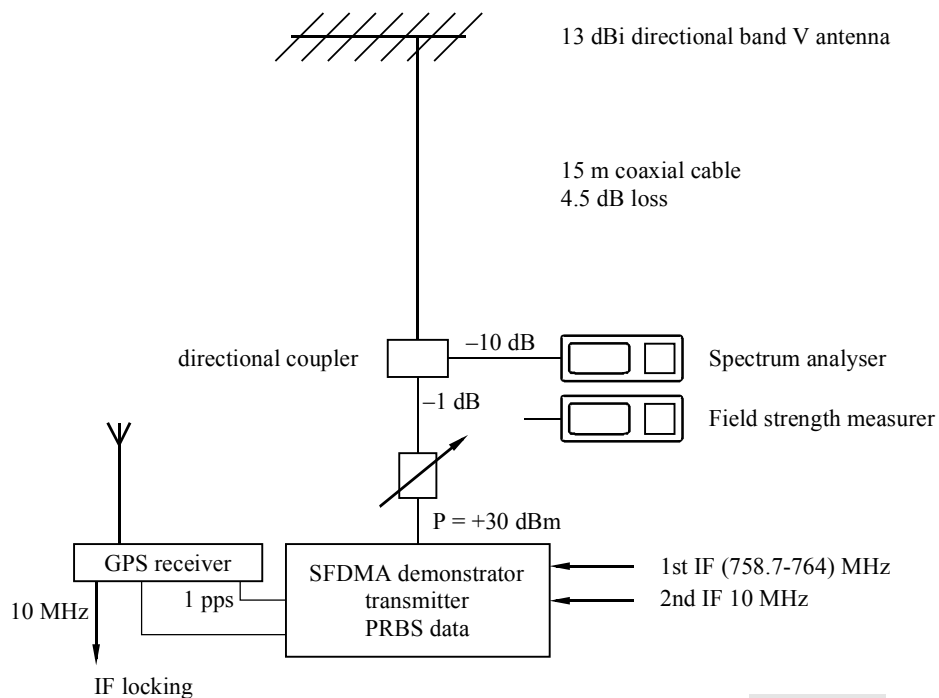 13 dBi directional band V antenna
15 m coaxial cable
4.5 dB loss
directional coupler
–10 dB
Spectrum analyser
–1 dB
Field strength measurer
P = +30 dBm
GPS receiver
SFDMA demonstrator
transmitter
PRBS data
1st IF (758.7-764) MHz
2nd IF 10 MHz
10 MHz
1 pps
IF locking